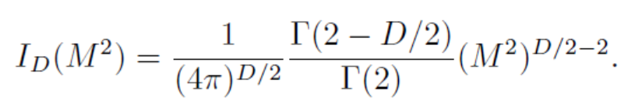 I_D(M^2) = \frac{1}{(4\pi)^{D/2}} \frac{\Gamma(2 - D/2)}{\Gamma(2)} (M^2)^{D/2-2}.